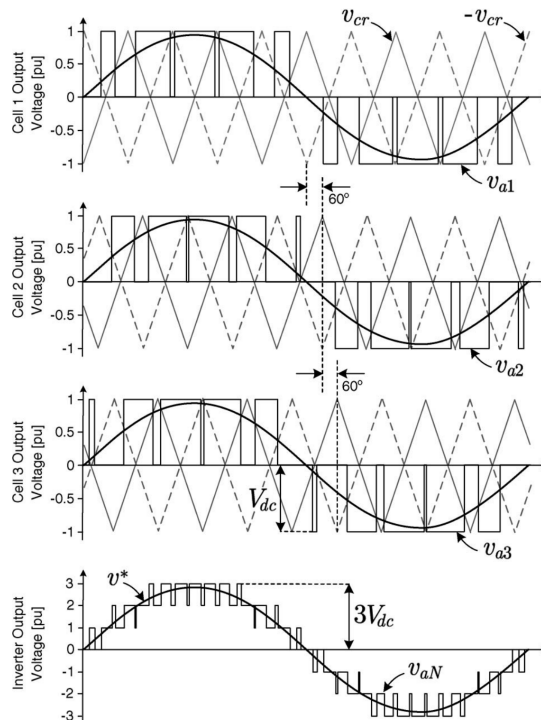 v_cr
-v_cr
Cell 1 Output
Voltage [pu]
1
0.5
0
-0.5
-1
v_a1
60°
Cell 2 Output
Voltage [pu]
1
0.5
0
-0.5
-1
v_a2
60°
Cell 3 Output
Voltage [pu]
1
0.5
0
-0.5
-1
V_dc
v_a3
Inverter Output
Voltage [pu]
3
2
1
0
-1
-2
-3
v*
3V_dc
v_aN